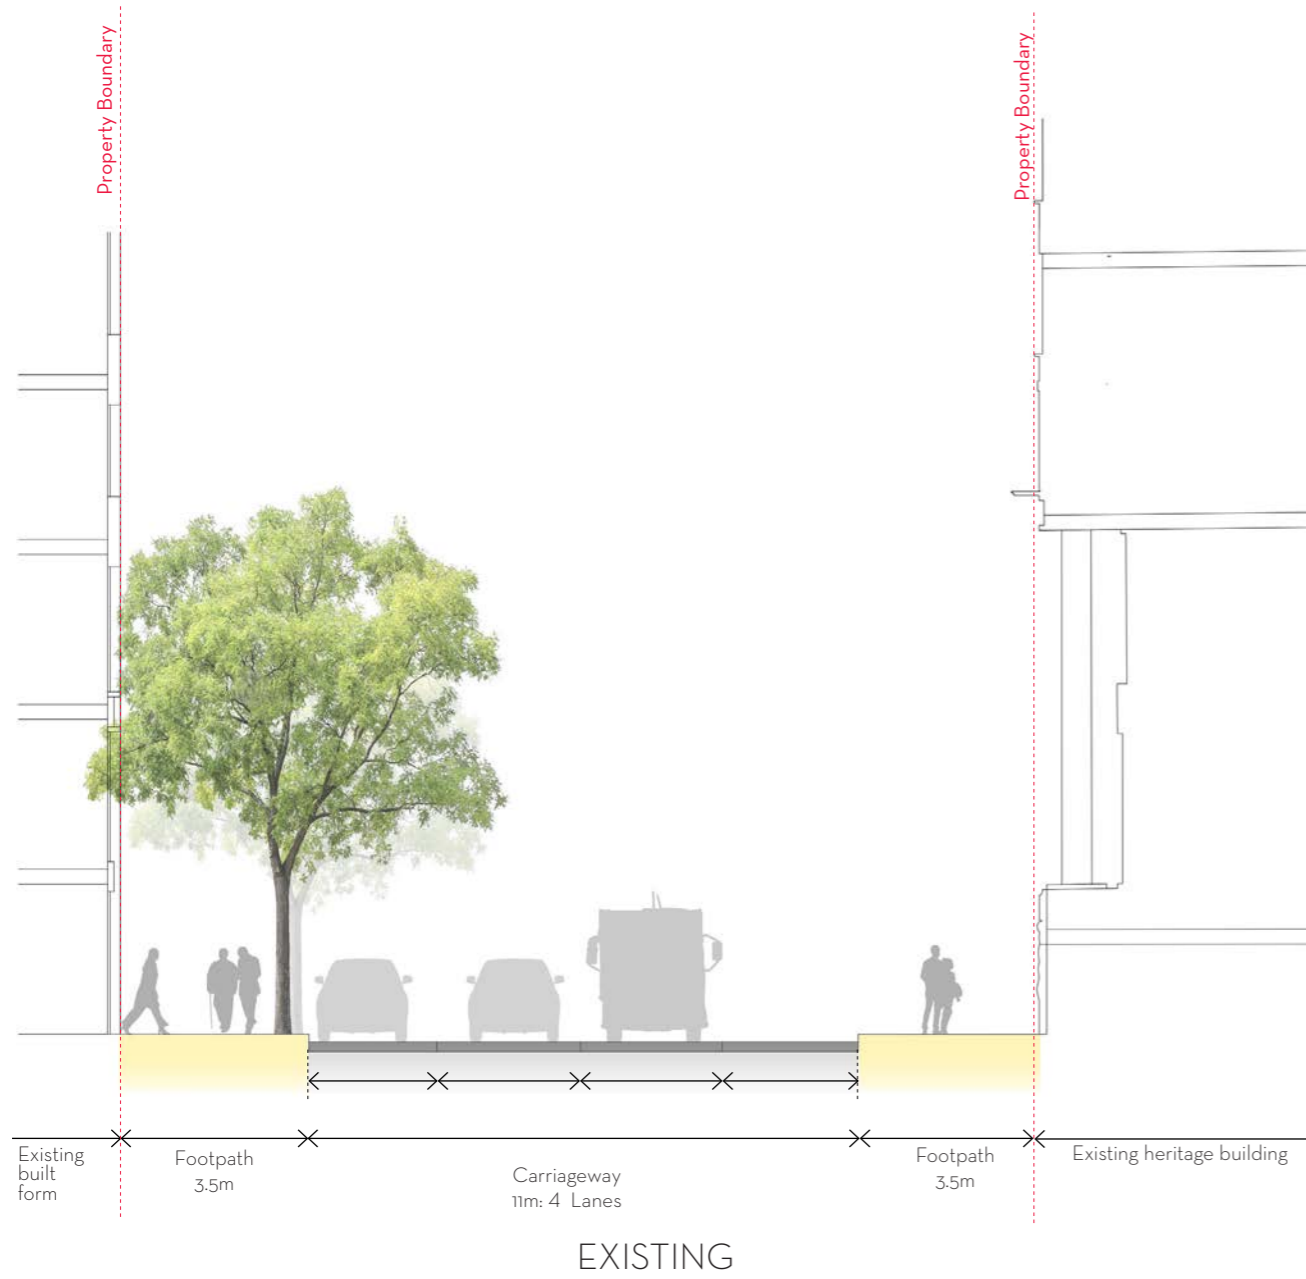 Property Boundary
Property Boundary
Existing
built
form
Footpath
3.5m
Carriageway
11m: 4 Lanes
Footpath
3.5m
Existing heritage building
EXISTING